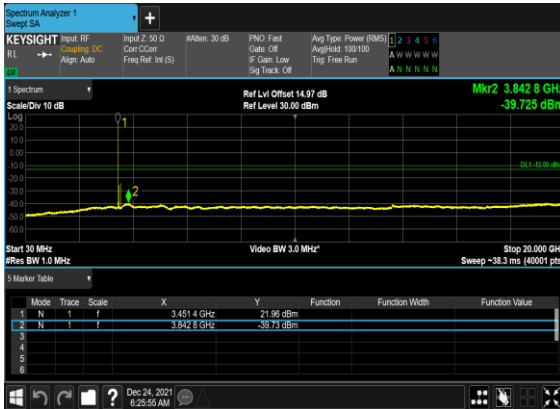 Spectrum Analyzer 1
Swept SA
KEYSIGHT Input: RF Input Z: 50 Ω #Atten: 30 dB PNO: Fast Avg Type: Power (RMS) 1 2 3 4 5 6
RL Coupling: DC Corr CCorr Gate: Off Avg|Hold: 100/100 A W W W W W
Align: Auto Freq Ref: Int (S) IF Gain: Low Trig: Free Run
Sig Track: Off A N N N N N
1 Spectrum Ref Lvl Offset 14.97 dB Mkr2 3.842 8 GHz
Scale/Div 10 dB Ref Level 30.00 dBm -39.725 dBm
Log
20.0
10.0
0.00
-10.0
DL1 -13.00 dBm
-20.0
-30.0
-40.0
-50.0
-60.0
1
2
Start 30 MHz Video BW 3.0 MHz* Stop 20.000 GHz
#Res BW 1.0 MHz Sweep ~38.3 ms (40001 pts)
5 Marker Table
Mode Trace Scale X Y Function Function Width Function Value
1 N 1 f 3.451 4 GHz 21.96 dBm
2 N 1 f 3.842 8 GHz -39.73 dBm
3
4
5
6
? Dec 24, 2021
6:25:55 AM